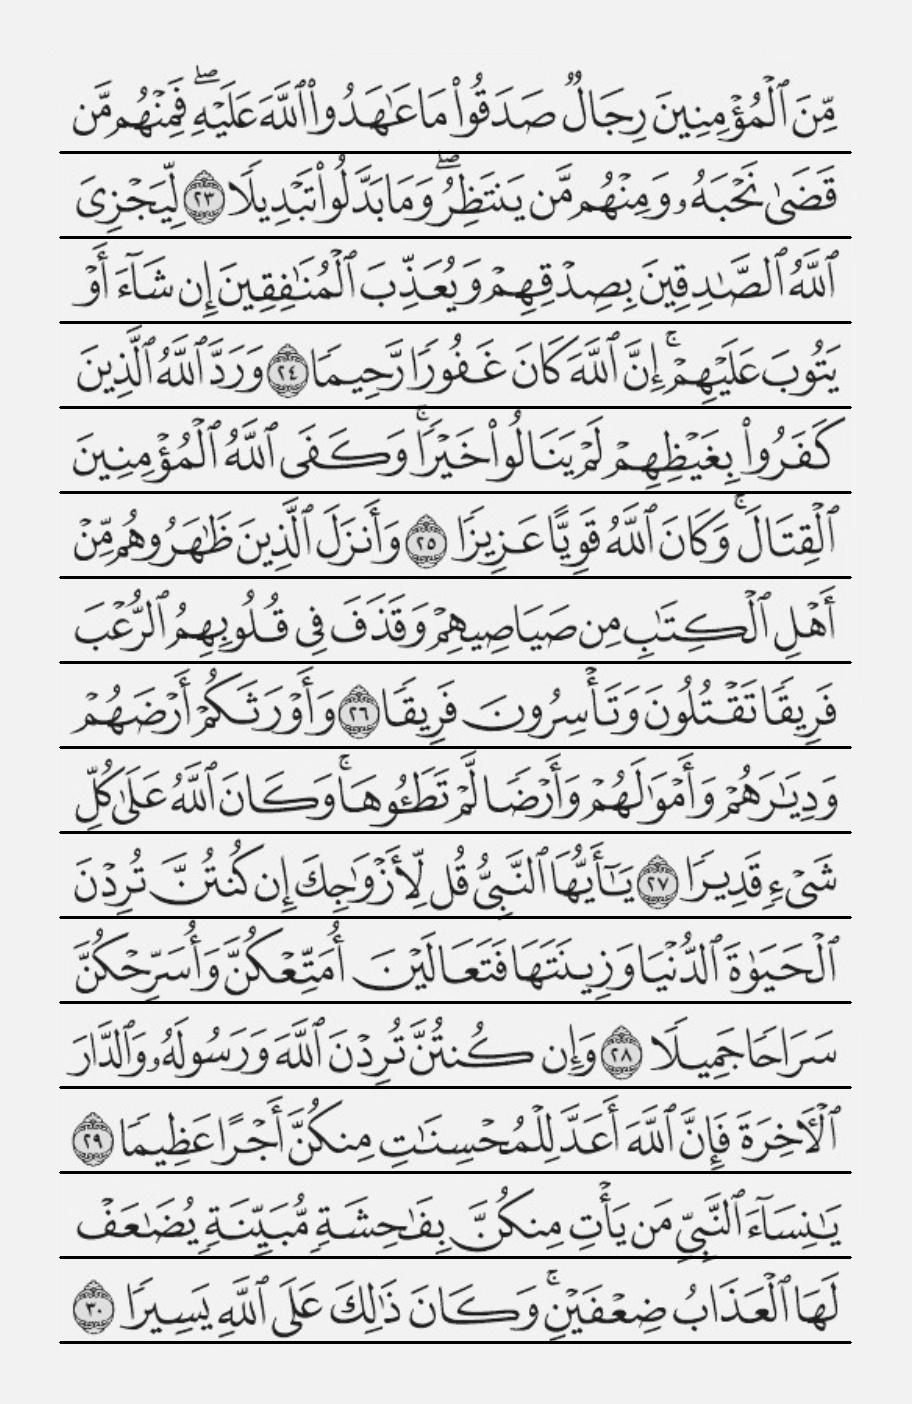 مِّنَ ٱلْمُؤْمِنِينَ رِجَالٌ صَدَقُوا۟ مَا عَـٰهَدُوا۟ ٱللَّهَ عَلَيْهِ ۖ فَمِنْهُم مَّن
قَضَىٰ نَحْبَهُۥ وَمِنْهُم مَّن يَنتَظِرُ ۖ وَمَا بَدَّلُوا۟ تَبْدِيلًا ٢٣ لِّيَجْزِىَ
ٱللَّهُ ٱلصَّـٰدِقِينَ بِصِدْقِهِمْ وَيُعَذِّبَ ٱلْمُنَـٰفِقِينَ إِن شَآءَ أَوْ
يَتُوبَ عَلَيْهِمْ ۚ إِنَّ ٱللَّهَ كَانَ غَفُورًا رَّحِيمًا ٢٤ وَرَدَّ ٱللَّهُ ٱلَّذِينَ
كَفَرُوا۟ بِغَيْظِهِمْ لَمْ يَنَالُوا۟ خَيْرًا ۚ وَكَفَى ٱللَّهُ ٱلْمُؤْمِنِينَ
ٱلْقِتَالَ ۚ وَكَانَ ٱللَّهُ قَوِيًّا عَزِيزًا ٢٥ وَأَنزَلَ ٱلَّذِينَ ظَـٰهَرُوهُم مِّنْ
أَهْلِ ٱلْكِتَـٰبِ مِن صَيَاصِيهِمْ وَقَذَفَ فِى قُلُوبِهِمُ ٱلرُّعْبَ
فَرِيقًا تَقْتُلُونَ وَتَأْسِرُونَ فَرِيقًا ٢٦ وَأَوْرَثَكُمْ أَرْضَهُمْ
وَدِيَـٰرَهُمْ وَأَمْوَٰلَهُمْ وَأَرْضًا لَّمْ تَطَـُٔوهَا ۚ وَكَانَ ٱللَّهُ عَلَىٰ كُلِّ
شَىْءٍ قَدِيرًا ٢٧ يَـٰٓأَيُّهَا ٱلنَّبِىُّ قُل لِّأَزْوَٰجِكَ إِن كُنتُنَّ تُرِدْنَ
ٱلْحَيَوٰةَ ٱلدُّنْيَا وَزِينَتَهَا فَتَعَالَيْنَ أُمَتِّعْكُنَّ وَأُسَرِّحْكُنَّ
سَرَاحًا جَمِيلًا ٢٨ وَإِن كُنتُنَّ تُرِدْنَ ٱللَّهَ وَرَسُولَهُۥ وَٱلدَّارَ
ٱلْـَٔاخِرَةَ فَإِنَّ ٱللَّهَ أَعَدَّ لِلْمُحْسِنَـٰتِ مِنكُنَّ أَجْرًا عَظِيمًا ٢٩
يَـٰنِسَآءَ ٱلنَّبِىِّ مَن يَأْتِ مِنكُنَّ بِفَـٰحِشَةٍ مُّبَيِّنَةٍ يُضَـٰعَفْ
لَهَا ٱلْعَذَابُ ضِعْفَيْنِ ۚ وَكَانَ ذَٰلِكَ عَلَى ٱللَّهِ يَسِيرًا ٣٠